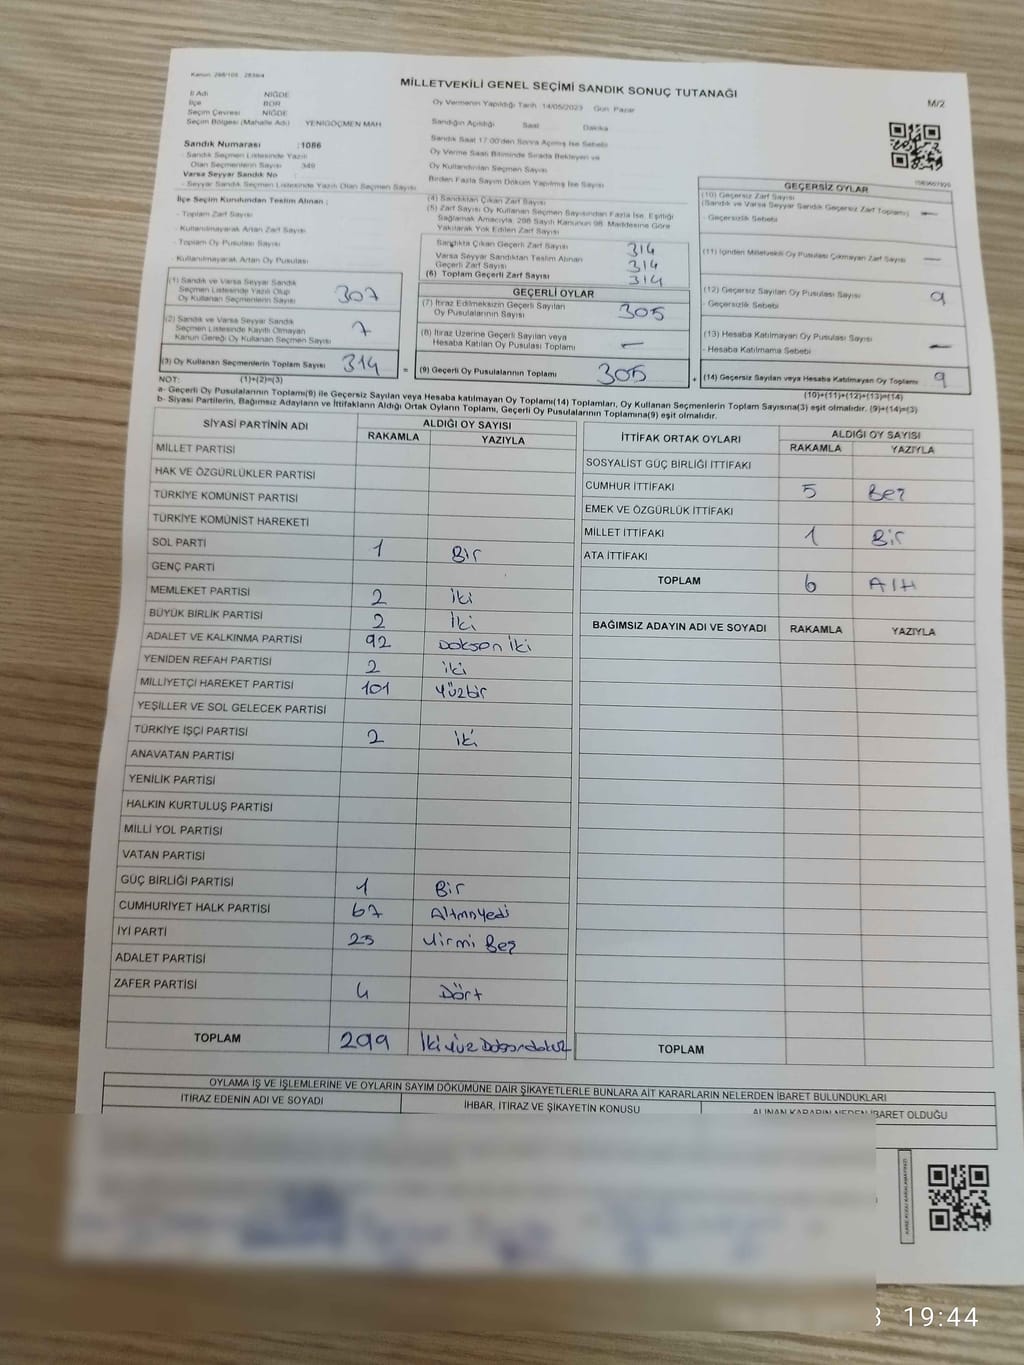 Kanun: 298/105 2839/4
MİLLETVEKİLİ GENEL SEÇİMİ SANDIK SONUÇ TUTANAĞI
M/2
İl Adı NİĞDE
İlçe BOR
Seçim Çevresi NİĞDE
Seçim Bölgesi (Mahalle Adı) YENİGÖÇMEN MAH
Oy Vermenin Yapıldığı Tarih 14/05/2023 Gün Pazar
Sandığın Açıldığı Saat Dakika
Sandık Saat 17.00'den Sonra Açılmış İse Sebebi
Oy Verme Saati Bitiminde Sırada Bekleyen ve
Oy Kullandırılan Seçmen Sayısı
Birden Fazla Sayım Döküm Yapılmış İse Sayısı
Sandık Numarası : 1086
- Sandık Seçmen Listesinde Yazılı
Olan Seçmenlerin Sayısı 349
Varsa Seyyar Sandık No :
- Seyyar Sandık Seçmen Listesinde Yazılı Olan Seçmen Sayısı
İlçe Seçim Kurulundan Teslim Alınan ;
- Toplam Zarf Sayısı
- Kullanılmayarak Artan Zarf Sayısı
- Toplam Oy Pusulası Sayısı
- Kullanılmayarak Artan Oy Pusulası
(1) Sandık ve Varsa Seyyar Sandık
Seçmen Listesinde Yazılı Olup
Oy Kullanan Seçmenlerin Sayısı 307
(2) Sandık ve Varsa Seyyar Sandık
Seçmen Listesinde Kayıtlı Olmayan
Kanun Gereği Oy Kullanan Seçmen Sayısı 7
(3) Oy Kullanan Seçmenlerin Toplam Sayısı 314
(4) Sandıktan Çıkan Zarf Sayısı
(5) Zarf Sayısı Oy Kullanan Seçmen Sayısından Fazla İse, Eşitliği
Sağlamak Amacıyla, 298 Sayılı Kanunun 98. Maddesine Göre
Yakılarak Yok Edilen Zarf Sayısı
Sandıkta Çıkan Geçerli Zarf Sayısı 314
Varsa Seyyar Sandıktan Teslim Alınan
Geçerli Zarf Sayısı 314
(6) Toplam Geçerli Zarf Sayısı 314
GEÇERLİ OYLAR
(7) İtiraz Edilmeksizin Geçerli Sayılan
Oy Pusulalarının Sayısı 305
(8) İtiraz Üzerine Geçerli Sayılan veya
Hesaba Katılan Oy Pusulası Toplamı —
= (9) Geçerli Oy Pusulalarının Toplamı 305
GEÇERSİZ OYLAR
(10) Geçersiz Zarf Sayısı
(Sandık ve Varsa Seyyar Sandık Geçersiz Zarf Toplamı) —
- Geçersizlik Sebebi
(11) İçinden Milletvekili Oy Pusulası Çıkmayan Zarf Sayısı —
(12) Geçersiz Sayılan Oy Pusulası Sayısı 9
- Geçersizlik Sebebi
(13) Hesaba Katılmayan Oy Pusulası Sayısı —
- Hesaba Katılmama Sebebi
+ (14) Geçersiz Sayılan veya Hesaba Katılmayan Oy Toplamı 9
NOT: (1)+(2)=(3) (10)+(11)+(12)+(13)=(14)
a- Geçerli Oy Pusulalarının Toplamı(9) ile Geçersiz Sayılan veya Hesaba katılmayan Oy Toplamı(14) Toplamları, Oy Kullanan Seçmenlerin Toplam Sayısına(3) eşit olmalıdır. (9)+(14)=(3)
b- Siyasi Partilerin, Bağımsız Adayların ve İttifakların Aldığı Ortak Oyların Toplamı, Geçerli Oy Pusulalarının Toplamına(9) eşit olmalıdır.
SİYASİ PARTİNİN ADI ALDIĞI OY SAYISI
RAKAMLA YAZIYLA
MİLLET PARTİSİ
HAK VE ÖZGÜRLÜKLER PARTİSİ
TÜRKİYE KOMÜNİST PARTİSİ
TÜRKİYE KOMÜNİST HAREKETİ
SOL PARTİ 1 Bir
GENÇ PARTİ
MEMLEKET PARTİSİ 2 iki
BÜYÜK BİRLİK PARTİSİ 2 İki
ADALET VE KALKINMA PARTİSİ 92 Doksan iki
YENİDEN REFAH PARTİSİ 2 iki
MİLLİYETÇİ HAREKET PARTİSİ 101 Yüzbir
YEŞİLLER VE SOL GELECEK PARTİSİ
TÜRKİYE İŞÇİ PARTİSİ 2 iki
ANAVATAN PARTİSİ
YENİLİK PARTİSİ
HALKIN KURTULUŞ PARTİSİ
MİLLİ YOL PARTİSİ
VATAN PARTİSİ
GÜÇ BİRLİĞİ PARTİSİ 1 Bir
CUMHURİYET HALK PARTİSİ 67 Altmışyedi
İYİ PARTİ 25 Yirmi Beş
ADALET PARTİSİ
ZAFER PARTİSİ 4 Dört
TOPLAM 299 İkiyüz Doksandokuz
İTTİFAK ORTAK OYLARI ALDIĞI OY SAYISI
RAKAMLA YAZIYLA
SOSYALİST GÜÇ BİRLİĞİ İTTİFAKI
CUMHUR İTTİFAKI 5 Beş
EMEK VE ÖZGÜRLÜK İTTİFAKI
MİLLET İTTİFAKI 1 Bir
ATA İTTİFAKI
TOPLAM 6 Altı
BAĞIMSIZ ADAYIN ADI VE SOYADI RAKAMLA YAZIYLA
TOPLAM
OYLAMA İŞ VE İŞLEMLERİNE VE OYLARIN SAYIM DÖKÜMÜNE DAİR ŞİKAYETLERLE BUNLARA AİT KARARLARIN NELERDEN İBARET BULUNDUKLARI
İTİRAZ EDENİN ADI VE SOYADI İHBAR, İTİRAZ VE ŞİKAYETİN KONUSU ALINAN KARARIN NEDEN İBARET OLDUĞU
19:44